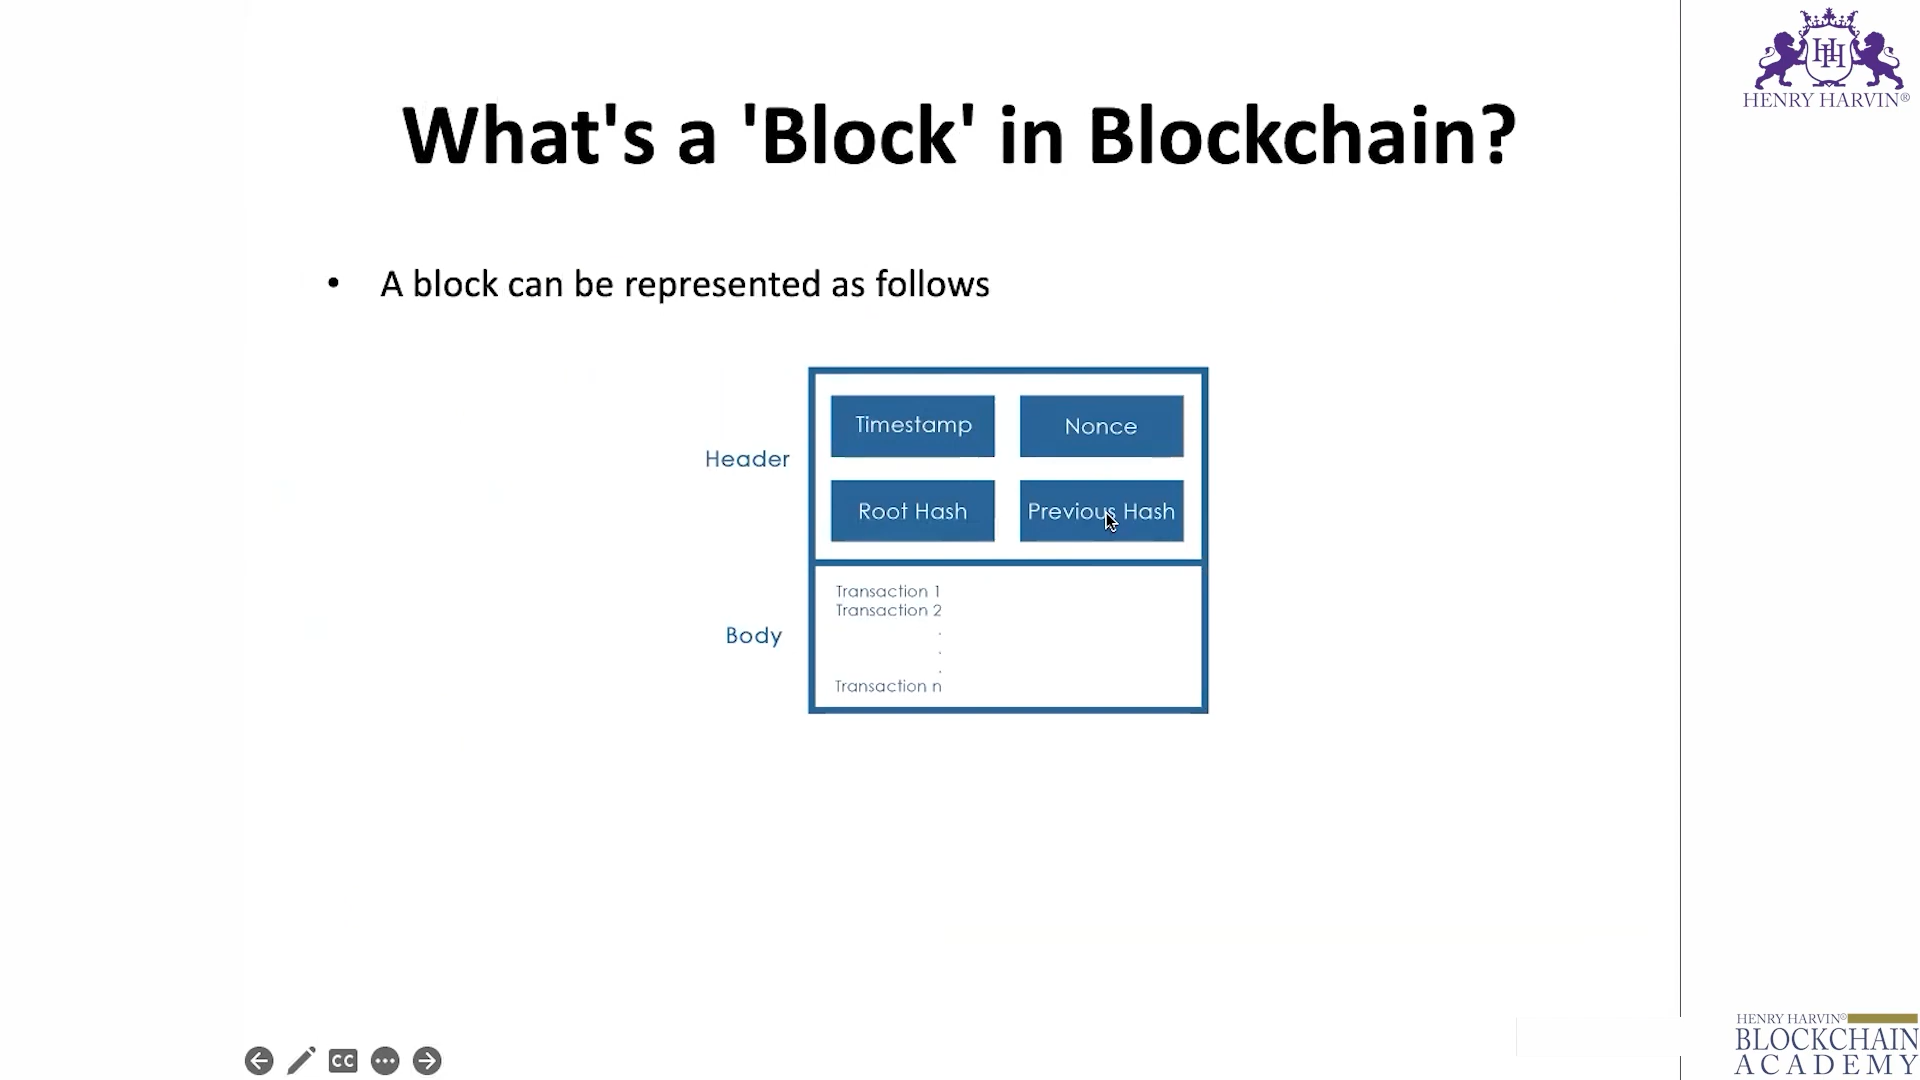 HENRY HARVIN®
What's a 'Block' in Blockchain?
• A block can be represented as follows
Header
Timestamp
Nonce
Root Hash
Previous Hash
Body
Transaction 1
Transaction 2
.
.
.
Transaction n
CC
HENRY HARVIN®
BLOCKCHAIN
ACADEMY